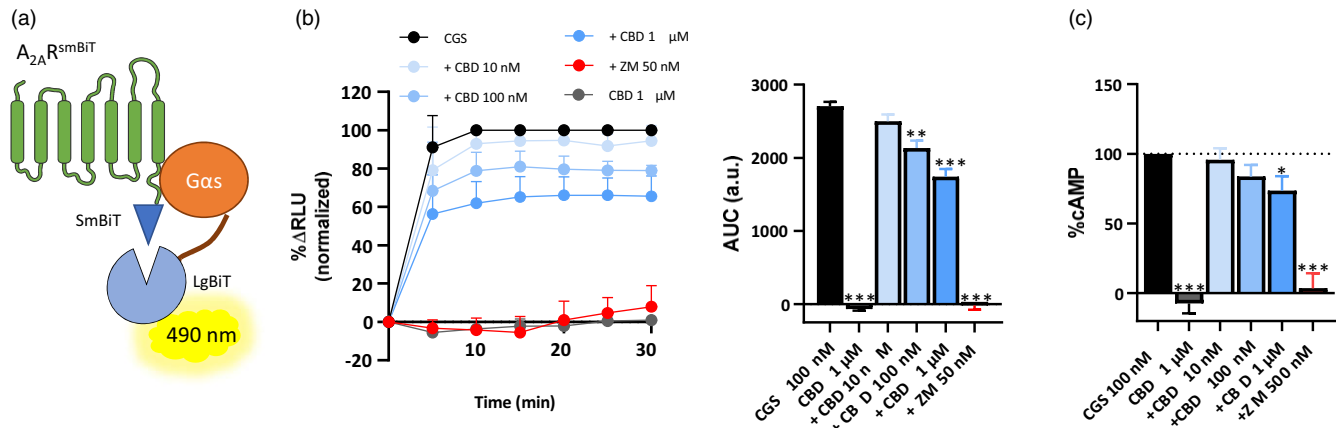 (a)
A2ARsmBiT
Gαs
SmBiT
LgBiT
490 nm
(b)
CGS
+ CBD 10 nM
+ CBD 100 nM
+ CBD 1 µM
+ ZM 50 nM
CBD 1 µM
%ΔRLU
(normalized)
120
100
80
60
40
20
0
-20
10
20
30
Time (min)
AUC (a.u.)
3000
2000
1000
0
***
**
***
***
CGS 100 nM
CBD 1 µM
+ CBD 10 n M
+ CB D 100 nM
+ CBD 1 µM
+ ZM 50 nM
(c)
%cAMP
150
100
50
0
***
*
***
CGS 100 nM
CBD 1 µM
+CBD 10 nM
+CBD 100 nM
+CB D 1 µM
+Z M 500 nM